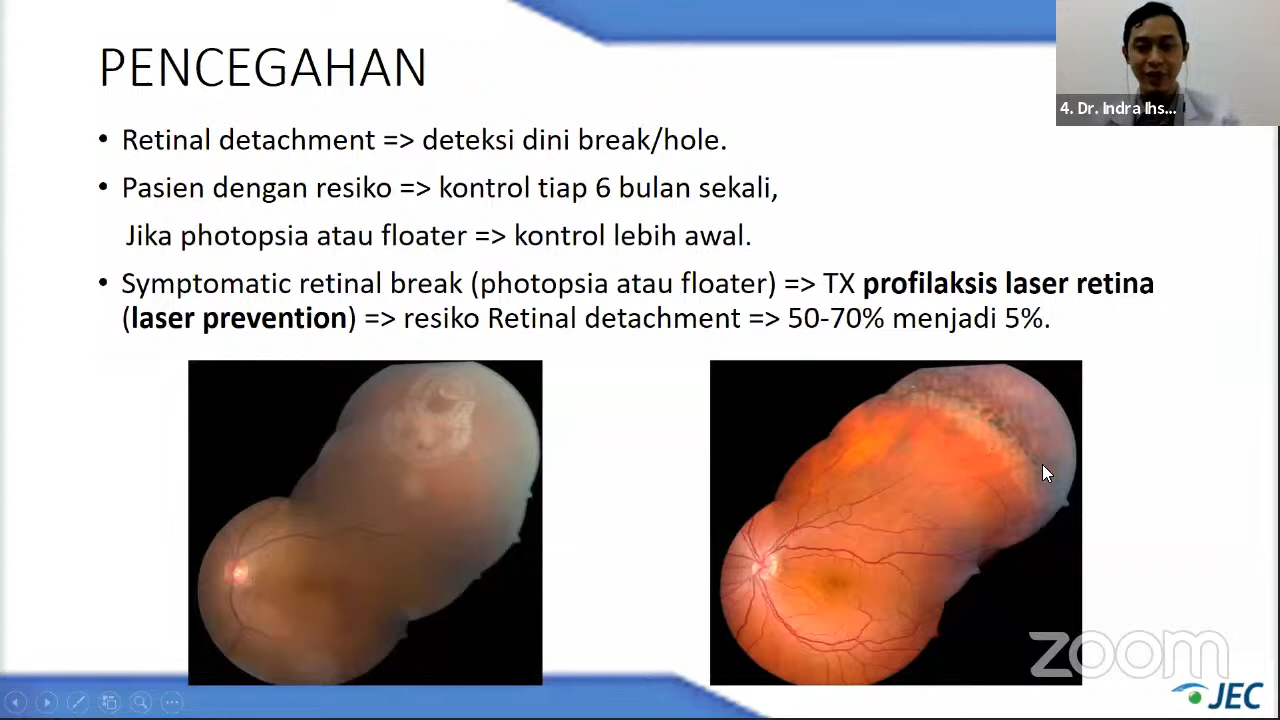 PENCEGAHAN
4. Dr. Indra Ihs...
• Retinal detachment => deteksi dini break/hole.
• Pasien dengan resiko => kontrol tiap 6 bulan sekali,
Jika photopsia atau floater => kontrol lebih awal.
• Symptomatic retinal break (photopsia atau floater) => TX profilaksis laser retina
(laser prevention) => resiko Retinal detachment => 50-70% menjadi 5%.
zoom
JEC